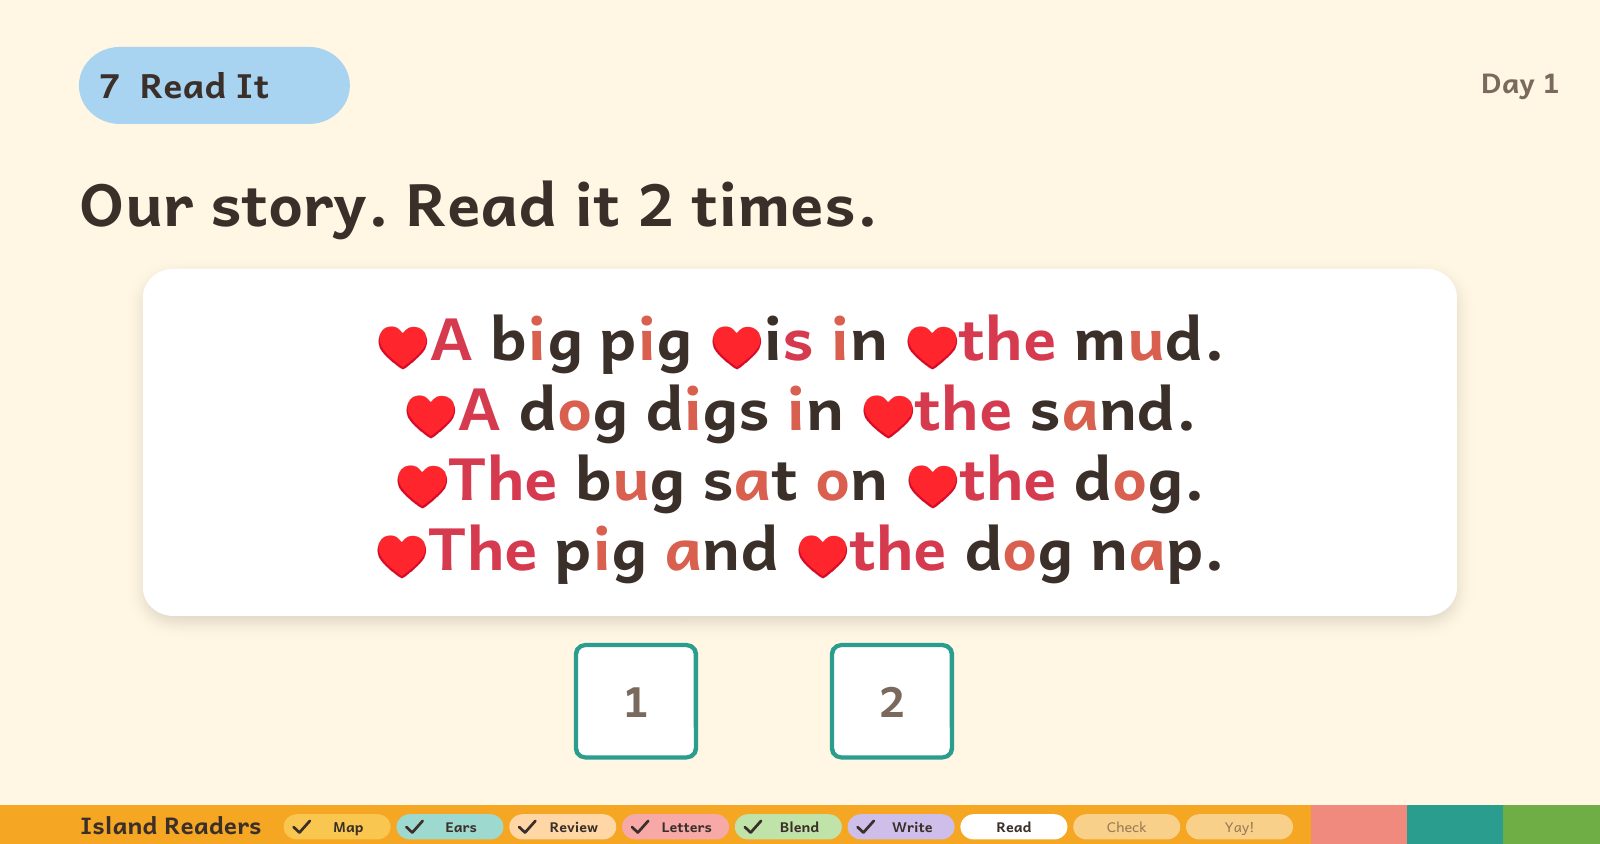 7 Read It
Day 1
Our story. Read it 2 times.
A big pig is in the mud.
A dog digs in the sand.
The bug sat on the dog.
The pig and the dog nap.
1
2
Island Readers
Map
Ears
Review
Letters
Blend
Write
Read
Check
Yay!